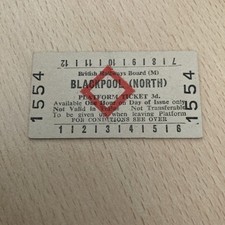 7 8 9 10 11 12
British Railways Board (M)
BLACKPOOL (NORTH)
PLATFORM TICKET 3d.
Available One Hour on Day of Issue only
Not Valid in Trains. Not Transferable
To be given up when leaving Platform
FOR CONDITIONS SEE OVER
1 2 3 4 5 6
1554
1554